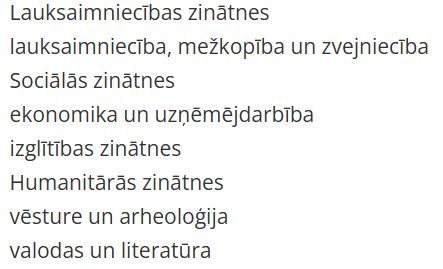 Lauksaimniecības zinātnes
lauksaimniecība, mežkopība un zvejniecība
Sociālās zinātnes
ekonomika un uzņēmējdarbība
izglītības zinātnes
Humanitārās zinātnes
vēsture un arheoloģija
valodas un literatūra